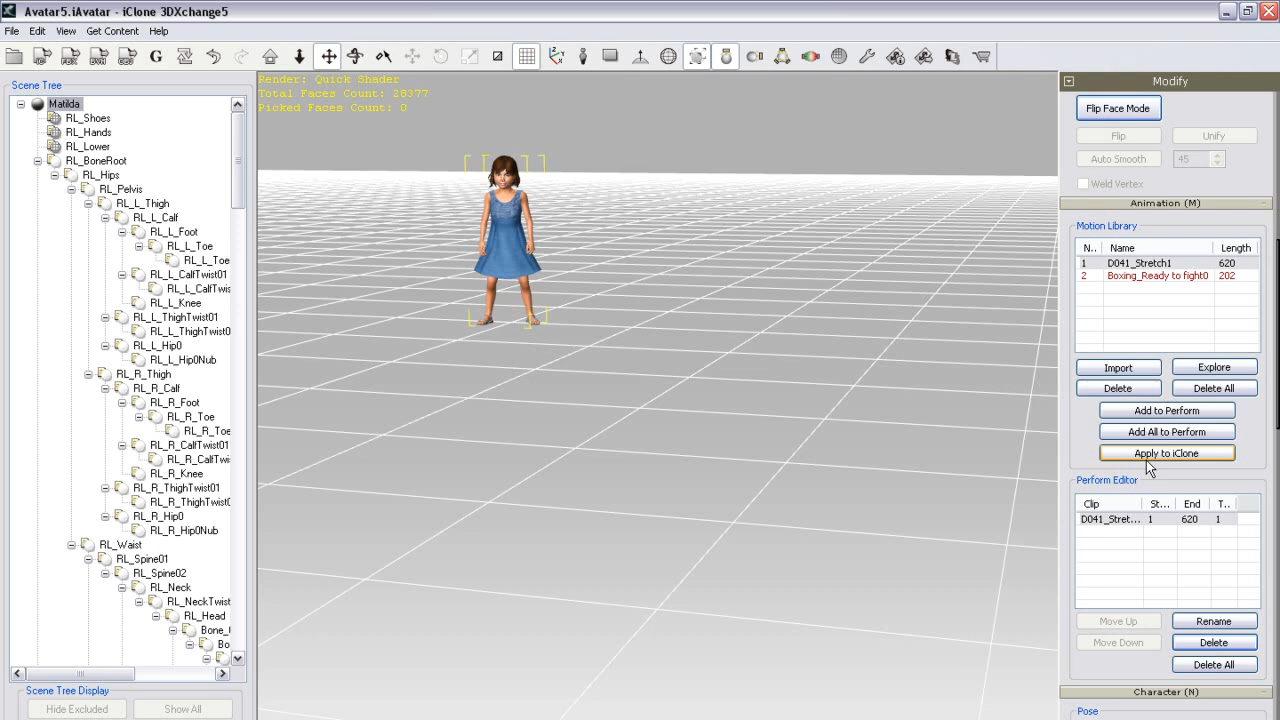 Avatar5.iAvatar - iClone 3DXchange5
File Edit View Get Content Help
Scene Tree
Matilda
RL_Shoes
RL_Hands
RL_Lower
RL_BoneRoot
RL_Hips
RL_Pelvis
RL_L_Thigh
RL_L_Calf
RL_L_Foot
RL_L_Toe
RL_L_Toe
RL_L_CalfTwist01
RL_L_CalfTwis
RL_L_Knee
RL_L_ThighTwist01
RL_L_ThighTwist0
RL_L_Hip0
RL_L_Hip0Nub
RL_R_Thigh
RL_R_Calf
RL_R_Foot
RL_R_Toe
RL_R_Toe
RL_R_CalfTwist01
RL_R_CalfTwis
RL_R_Knee
RL_R_ThighTwist01
RL_R_ThighTwist0
RL_R_Hip0
RL_R_Hip0Nub
RL_Waist
RL_Spine01
RL_Spine02
RL_Neck
RL_NeckTwist
RL_Head
Bone_
Bo
Scene Tree Display
Hide Excluded Show All
Render: Quick Shader
Total Faces Count: 28377
Picked Faces Count: 0
Modify
Flip Face Mode
Flip Unify
Auto Smooth 45
Weld Vertex
Animation (M)
Motion Library
N.. Name Length
1 D041_Stretch1 620
2 Boxing_Ready to fight0 202
Import Explore
Delete Delete All
Add to Perform
Add All to Perform
Apply to iClone
Perform Editor
Clip St... End T..
D041_Stret... 1 620 1
Move Up Rename
Move Down Delete
Delete All
Character (N)
Pose